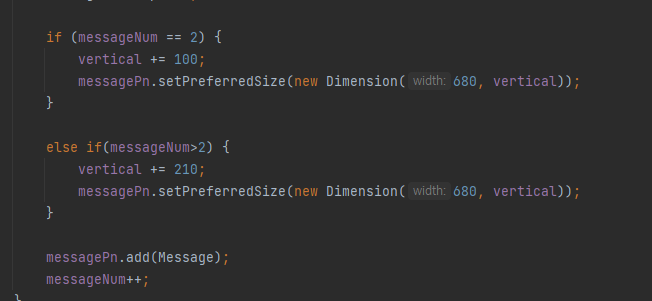 if (messageNum == 2) {
vertical += 100;
messagePn.setPreferredSize(new Dimension( width: 680, vertical));
}
else if(messageNum>2) {
vertical += 210;
messagePn.setPreferredSize(new Dimension( width: 680, vertical));
}
messagePn.add(Message);
messageNum++;
}